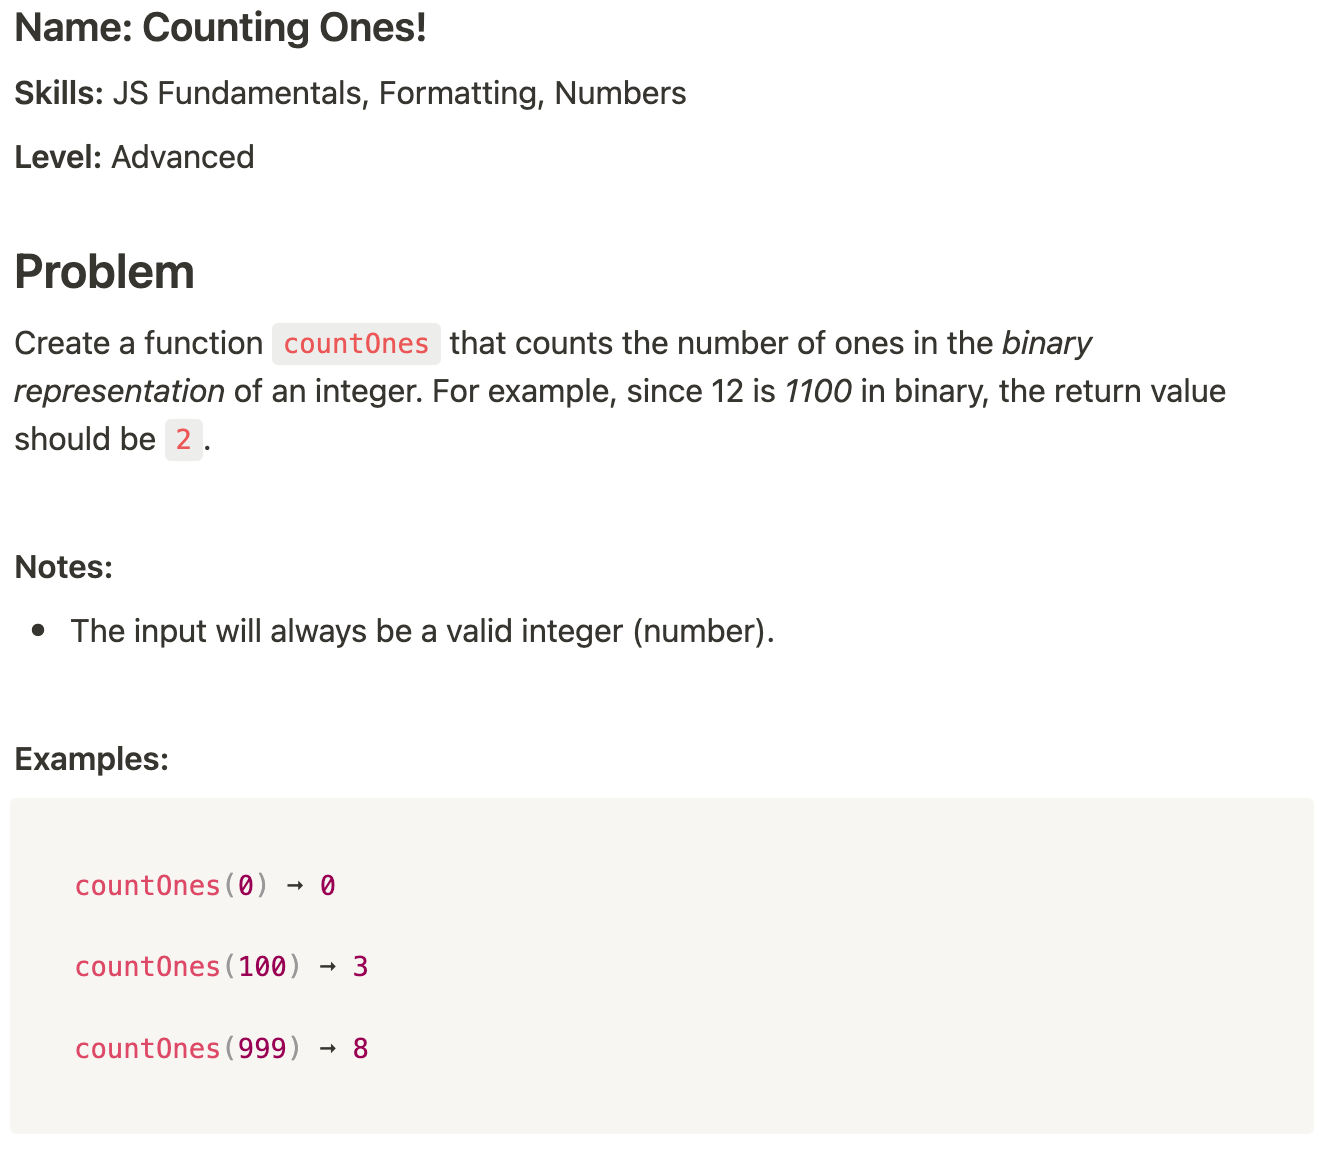 Name: Counting Ones!
Skills: JS Fundamentals, Formatting, Numbers
Level: Advanced
Problem
Create a function countOnes that counts the number of ones in the binary
representation of an integer. For example, since 12 is 1100 in binary, the return value
should be 2.
Notes:
• The input will always be a valid integer (number).
Examples:
countOnes(0) → 0
countOnes(100) → 3
countOnes(999) → 8